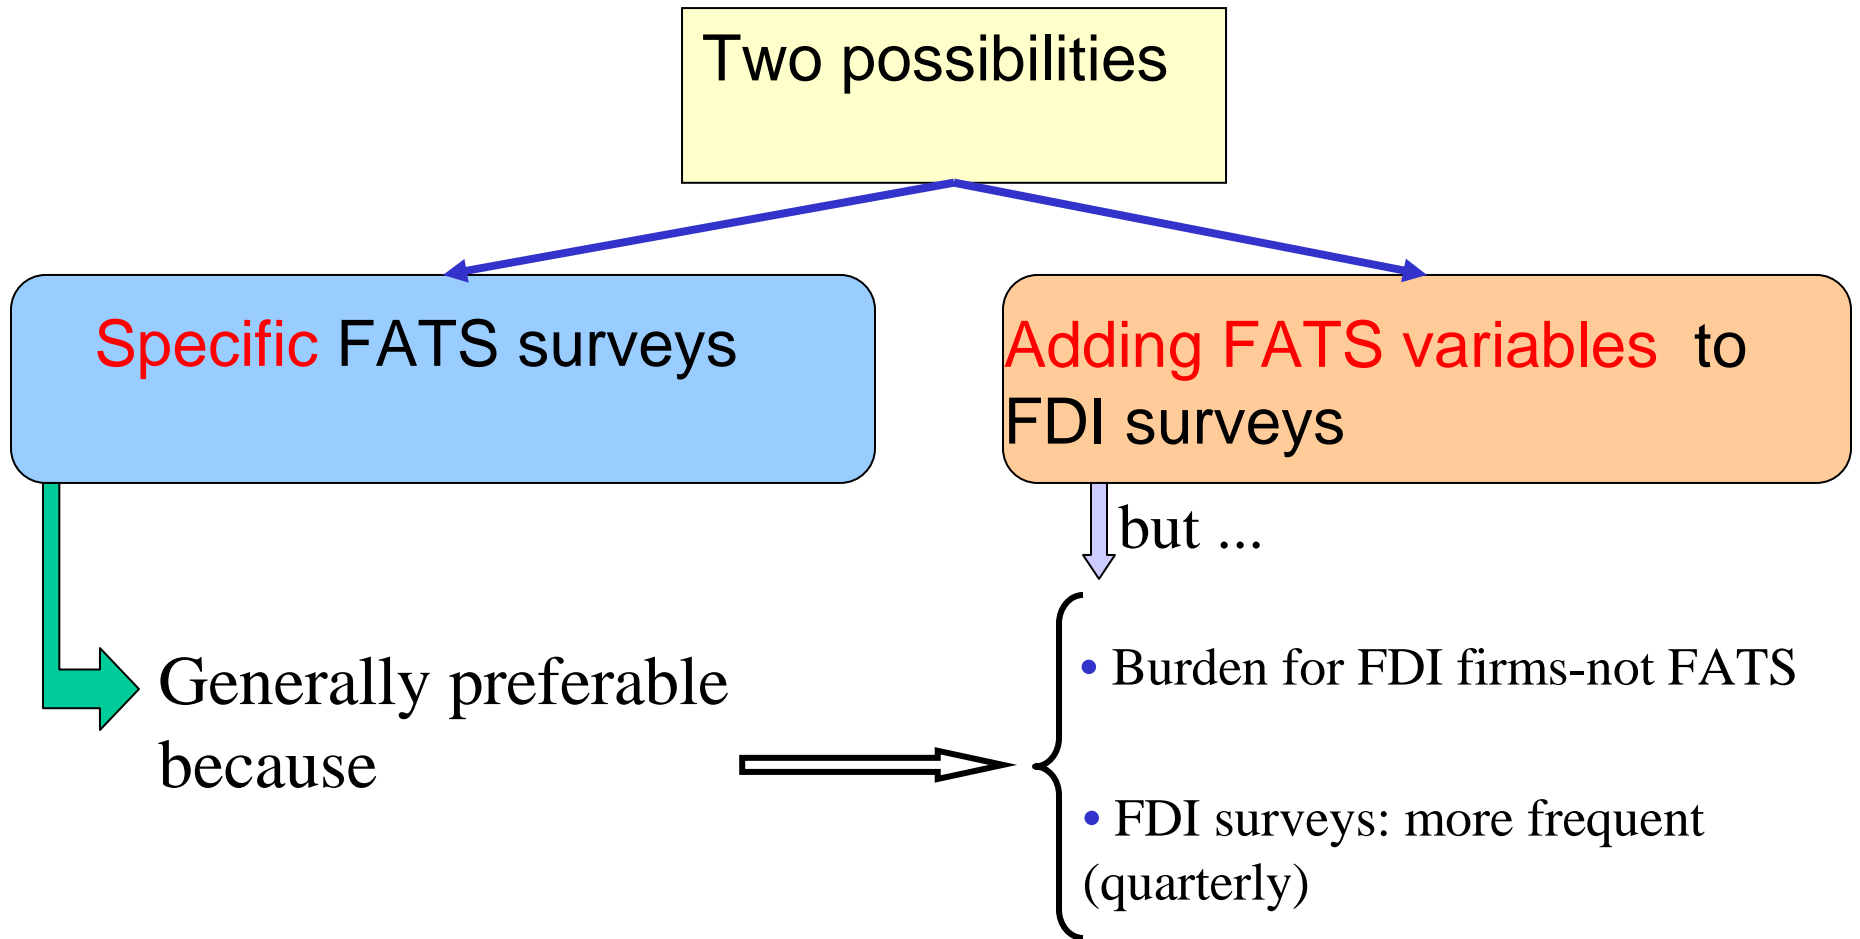 Two possibilities
Specific FATS surveys
Adding FATS variables to
FDI surveys
but ...
Generally preferable
because
• Burden for FDI firms-not FATS
• FDI surveys: more frequent
(quarterly)